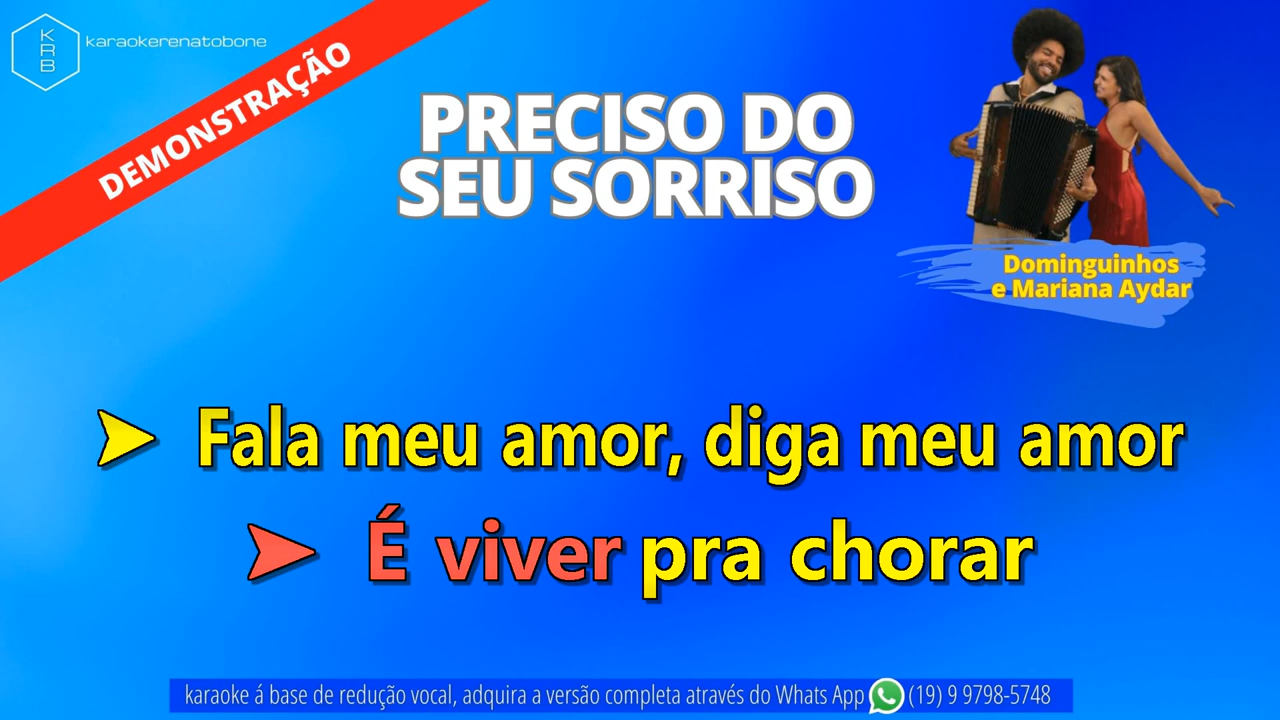 KRB
karaokerenatobone
DEMONSTRAÇÃO
PRECISO DO
SEU SORRISO
Dominguinhos
e Mariana Aydar
➤ Fala meu amor, diga meu amor
➤ É viver pra chorar
karaoke á base de redução vocal, adquira a versão completa através do Whats App (19) 9 9798-5748